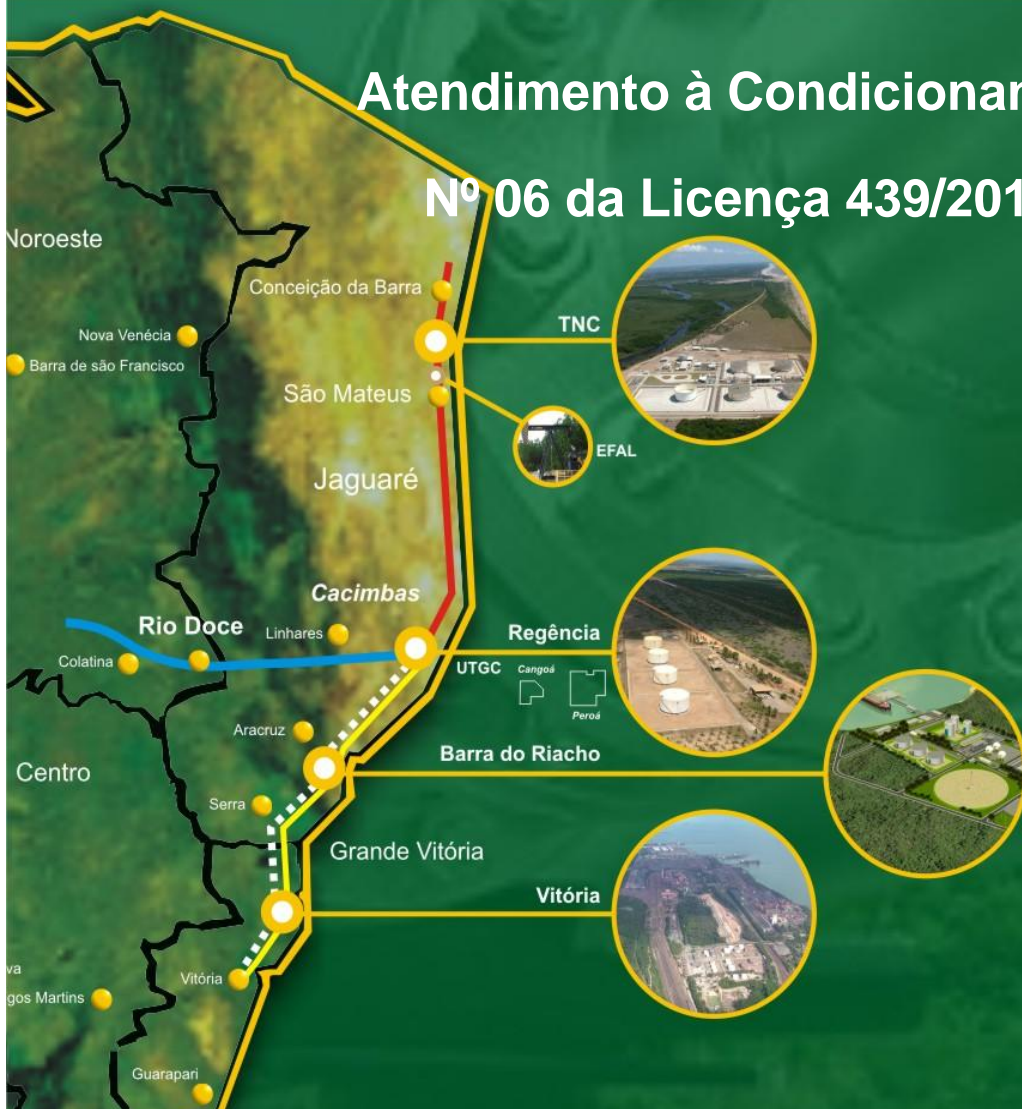 Atendimento à Condicionan
Nº 06 da Licença 439/201
Noroeste
Conceição da Barra
TNC
Nova Venécia
Barra de são Francisco
São Mateus
EFAL
Jaguaré
Cacimbas
Rio Doce
Linhares
Regência
Colatina
UTGC
Cangoá
Peroá
Aracruz
Barra do Riacho
Centro
Serra
Grande Vitória
Vitória
Vitória
va
gos Martins
Guarapari